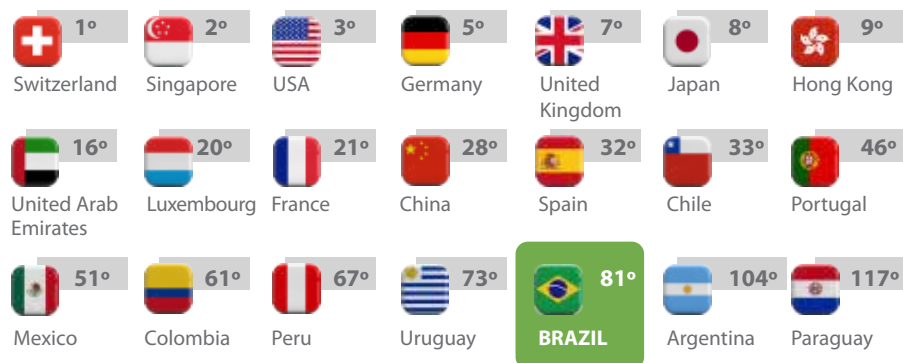 1º 2º 3º 5º 7º 8º 9º
Switzerland Singapore USA Germany United Kingdom Japan Hong Kong
16º 20º 21º 28º 32º 33º 46º
United Arab Emirates Luxembourg France China Spain Chile Portugal
51º 61º 67º 73º 81º 104º 117º
Mexico Colombia Peru Uruguay BRAZIL Argentina Paraguay